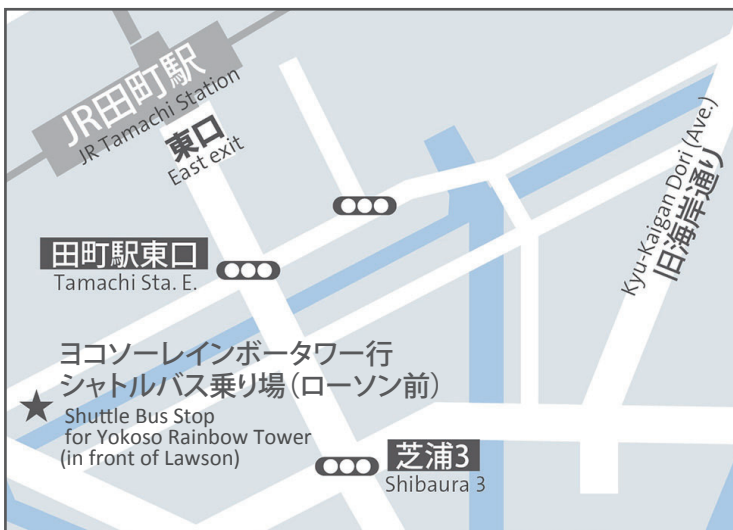 JR田町駅
JR Tamachi Station
東口
East exit
Kyu-Kaigan Dori (Ave.)
旧海岸通り
田町駅東口
Tamachi Sta. E.
ヨコソーレインボータワー行
シャトルバス乗り場(ローソン前)
Shuttle Bus Stop
for Yokoso Rainbow Tower
(in front of Lawson)
芝浦3
Shibaura 3